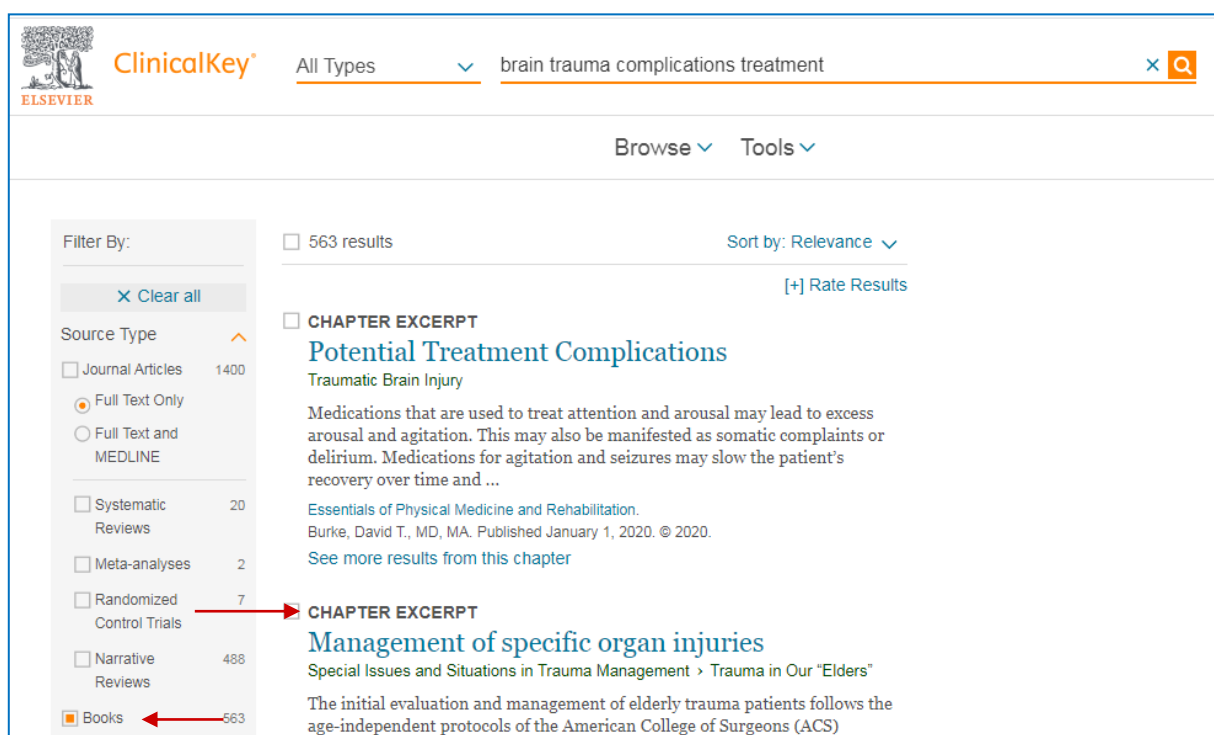 ELSEVIER
ClinicalKey®
All Types
brain trauma complications treatment
Browse
Tools
Filter By:
Clear all
Source Type
Journal Articles 1400
Full Text Only
Full Text and
MEDLINE
Systematic 20
Reviews
Meta-analyses 2
Randomized 7
Control Trials
Narrative 488
Reviews
Books 563
563 results
Sort by: Relevance
[+] Rate Results
CHAPTER EXCERPT
Potential Treatment Complications
Traumatic Brain Injury
Medications that are used to treat attention and arousal may lead to excess
arousal and agitation. This may also be manifested as somatic complaints or
delirium. Medications for agitation and seizures may slow the patient's
recovery over time and ...
Essentials of Physical Medicine and Rehabilitation.
Burke, David T., MD, MA. Published January 1, 2020. © 2020.
See more results from this chapter
CHAPTER EXCERPT
Management of specific organ injuries
Special Issues and Situations in Trauma Management › Trauma in Our "Elders"
The initial evaluation and management of elderly trauma patients follows the
age-independent protocols of the American College of Surgeons (ACS)